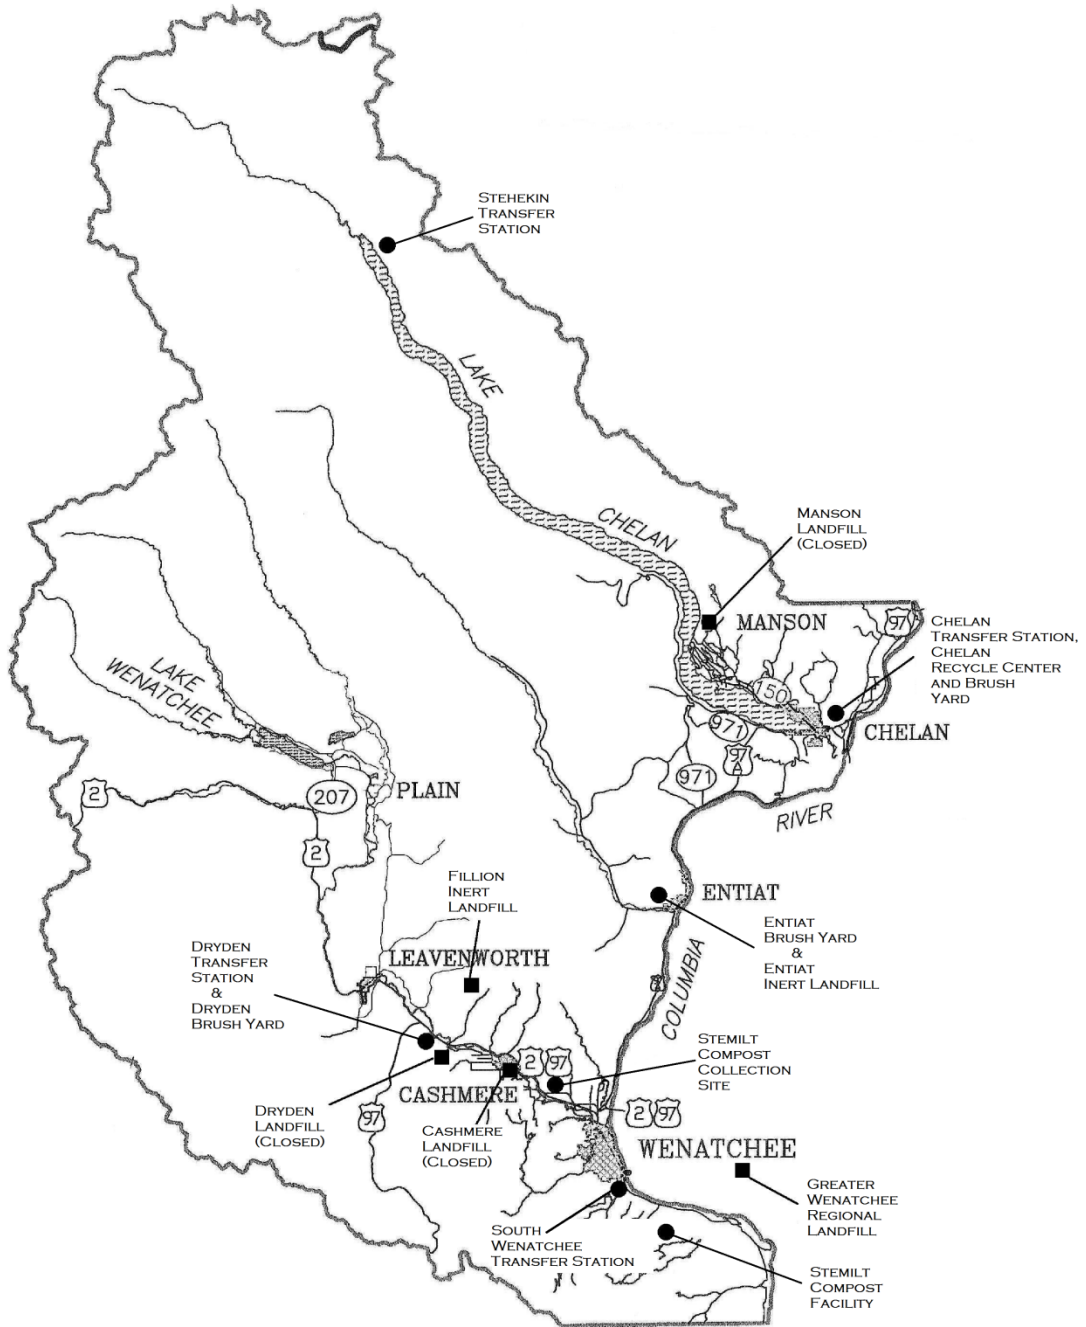 STEHEKIN
TRANSFER
STATION
LAKE
CHELAN
MANSON
LANDFILL
(CLOSED)
MANSON
97
CHELAN
TRANSFER STATION,
CHELAN
RECYCLE CENTER
AND BRUSH
YARD
150
971
CHELAN
97
A
971
RIVER
LAKE
WENATCHEE
2
207
PLAIN
2
FILLION
INERT
LANDFILL
ENTIAT
ENTIAT
BRUSH YARD
&
ENTIAT
INERT LANDFILL
COLUMBIA
DRYDEN
TRANSFER
STATION
&
DRYDEN
BRUSH YARD
LEAVENWORTH
STEMILT
COMPOST
COLLECTION
SITE
2 97
CASHMERE
97
DRYDEN
LANDFILL
(CLOSED)
CASHMERE
LANDFILL
(CLOSED)
2 97
WENATCHEE
GREATER
WENATCHEE
REGIONAL
LANDFILL
SOUTH
WENATCHEE
TRANSFER STATION
STEMILT
COMPOST
FACILITY